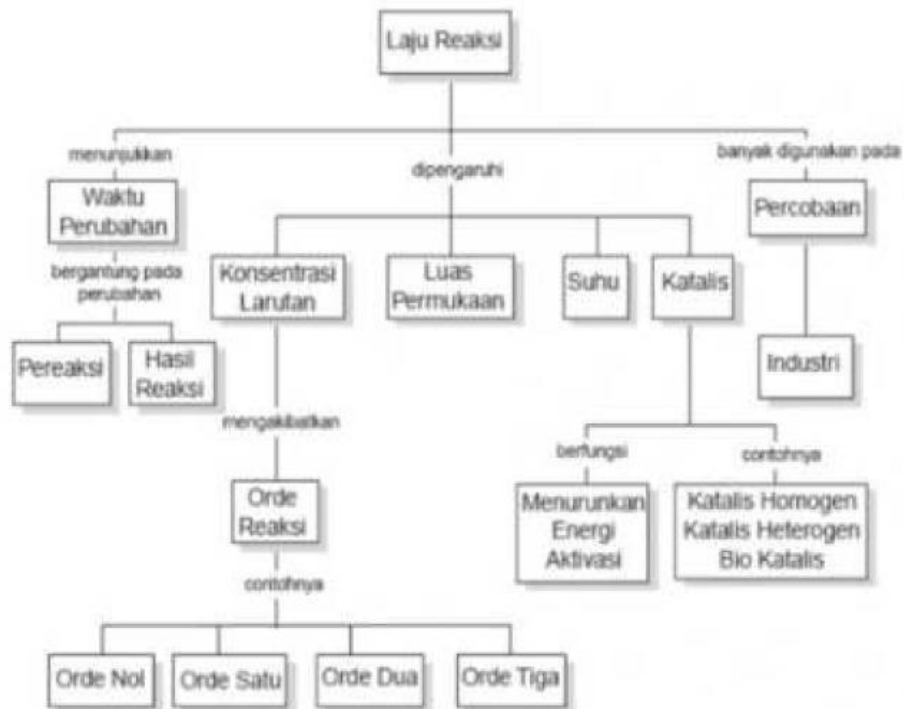 Laju Reaksi
menunjukkan
dipengaruhi
banyak digunakan pada
Waktu
Perubahan
Percobaan
bergantung pada
perubahan
Konsentrasi
Larutan
Luas
Permukaan
Suhu
Katalis
Pereaksi
Hasil
Reaksi
Industri
mengakibatkan
berfungsi
contohnya
Orde
Reaksi
Menurunkan
Energi
Aktivasi
Katalis Homogen
Katalis Heterogen
Bio Katalis
contohnya
Orde Nol
Orde Satu
Orde Dua
Orde Tiga